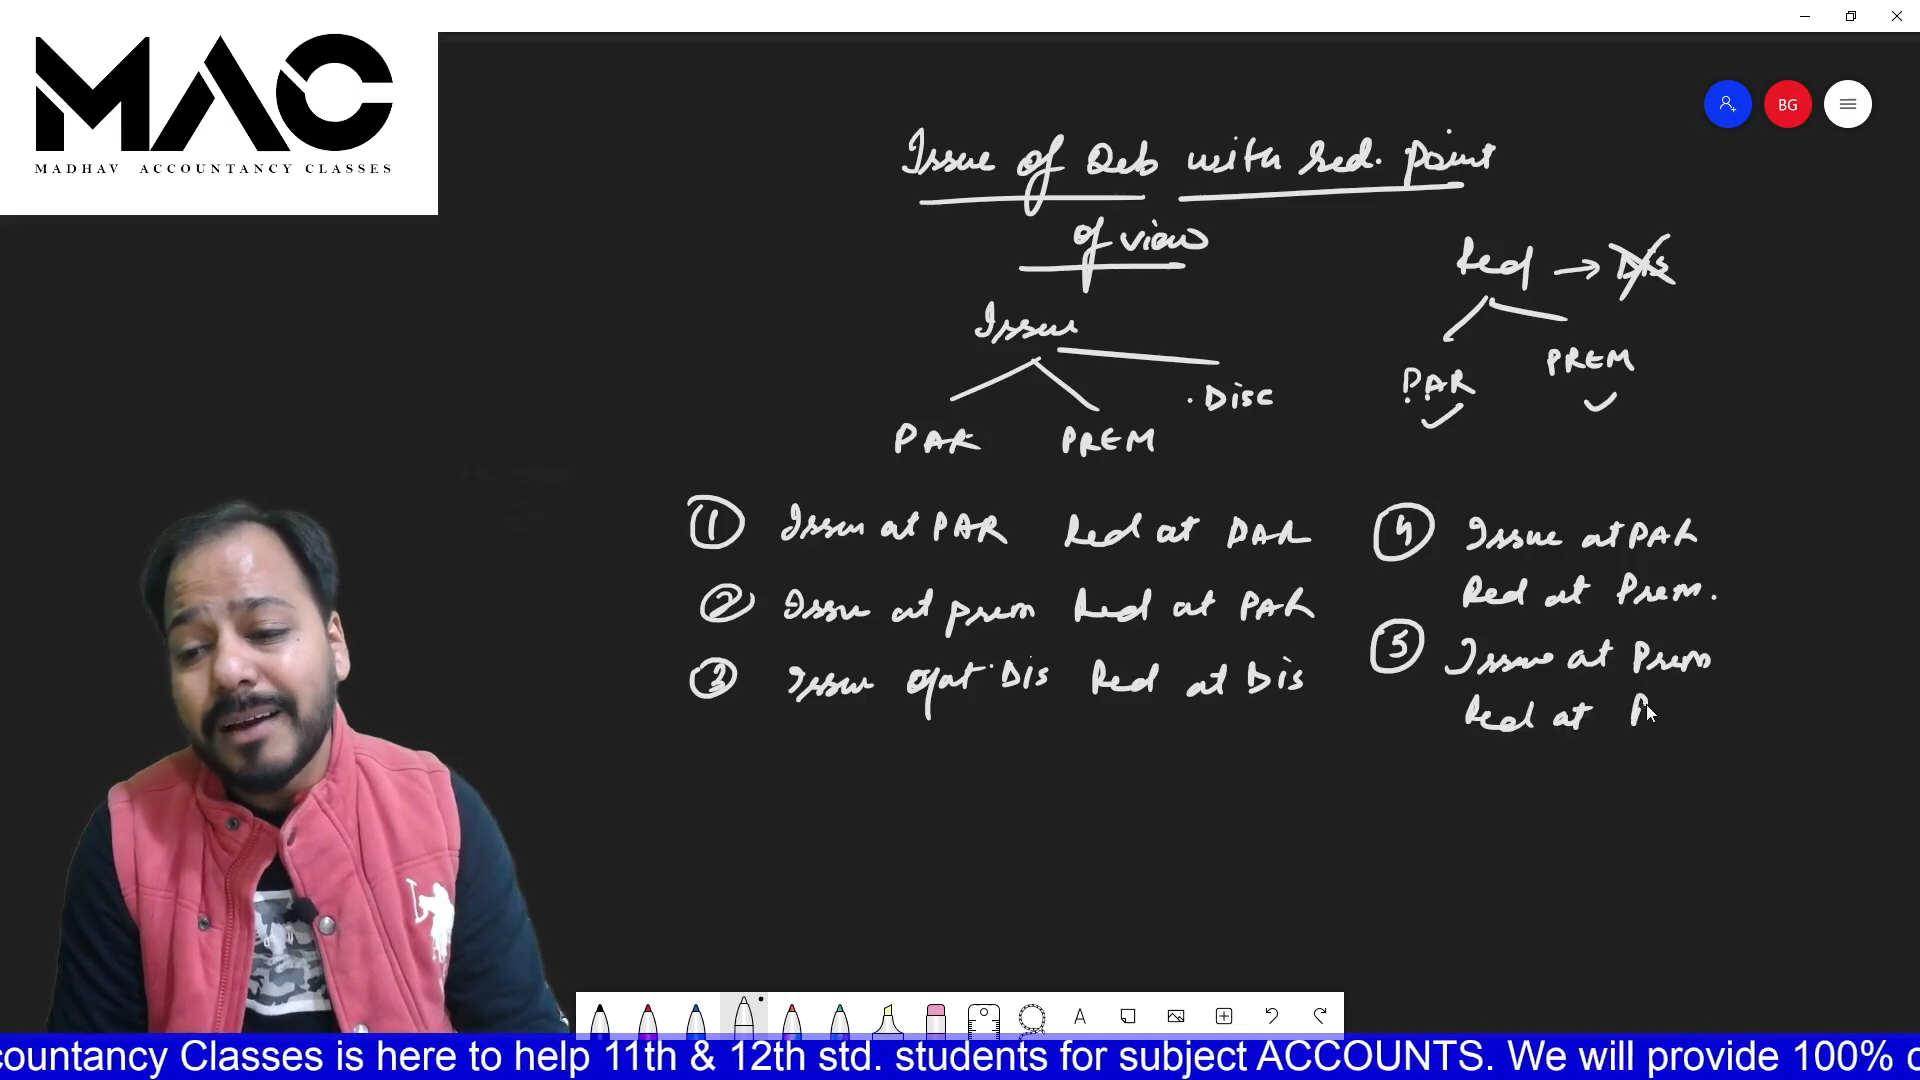 MAC
MADHAV ACCOUNTANCY CLASSES
BG
Issue of Deb with red. point
of view
Red → Dis
Issue
PAR PREM
Disc
PAR PREM
1 Issue at PAR Red at PAR
2 Issue at prem Red at PAR
3 Issue at Dis Red at Dis
4 Issue at PAR
Red at Prem.
5 Issue at Prem
Red at P
A
countancy Classes is here to help 11th & 12th std. students for subject ACCOUNTS. We will provide 100% c